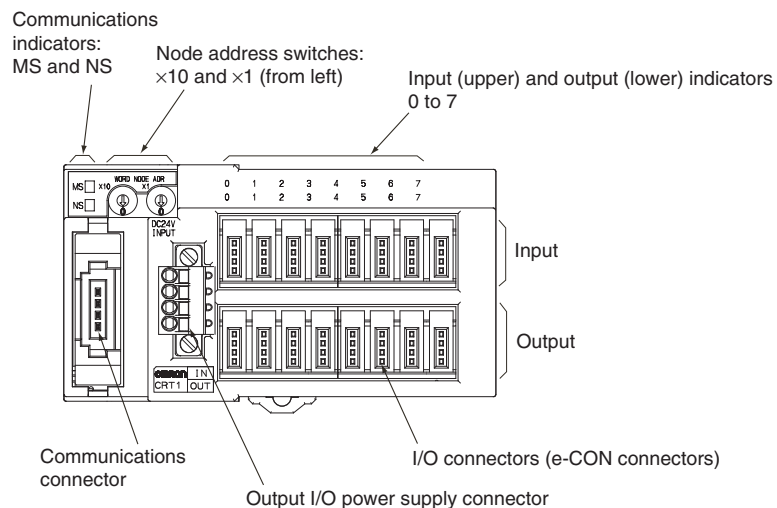 Communications
indicators:
MS and NS
Node address switches:
×10 and ×1 (from left)
Input (upper) and output (lower) indicators
0 to 7
MS
NS
WORD NODE ADR
x10 x1
0 0
0 1 2 3 4 5 6 7
0 1 2 3 4 5 6 7
DC24V
INPUT
Input
Output
OMRON IN
CRT1 OUT
Communications
connector
I/O connectors (e-CON connectors)
Output I/O power supply connector